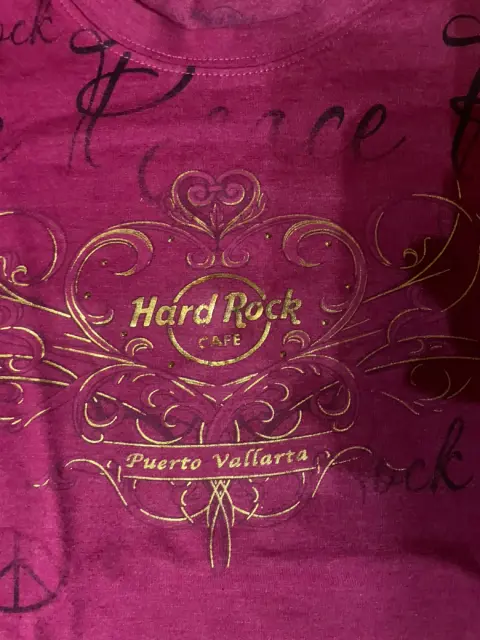 ock
Peace
Hard Rock
CAFE
Puerto Vallarta
ock